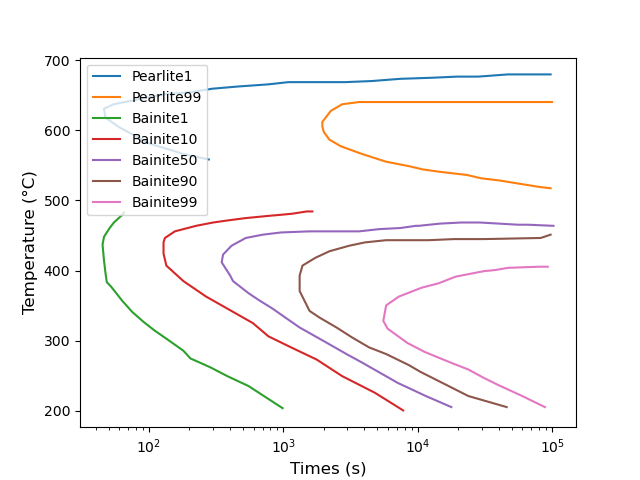 700
600
500
400
300
200
Temperature (°C)
Pearlite1
Pearlite99
Bainite1
Bainite10
Bainite50
Bainite90
Bainite99
10²
10³
10⁴
10⁵
Times (s)